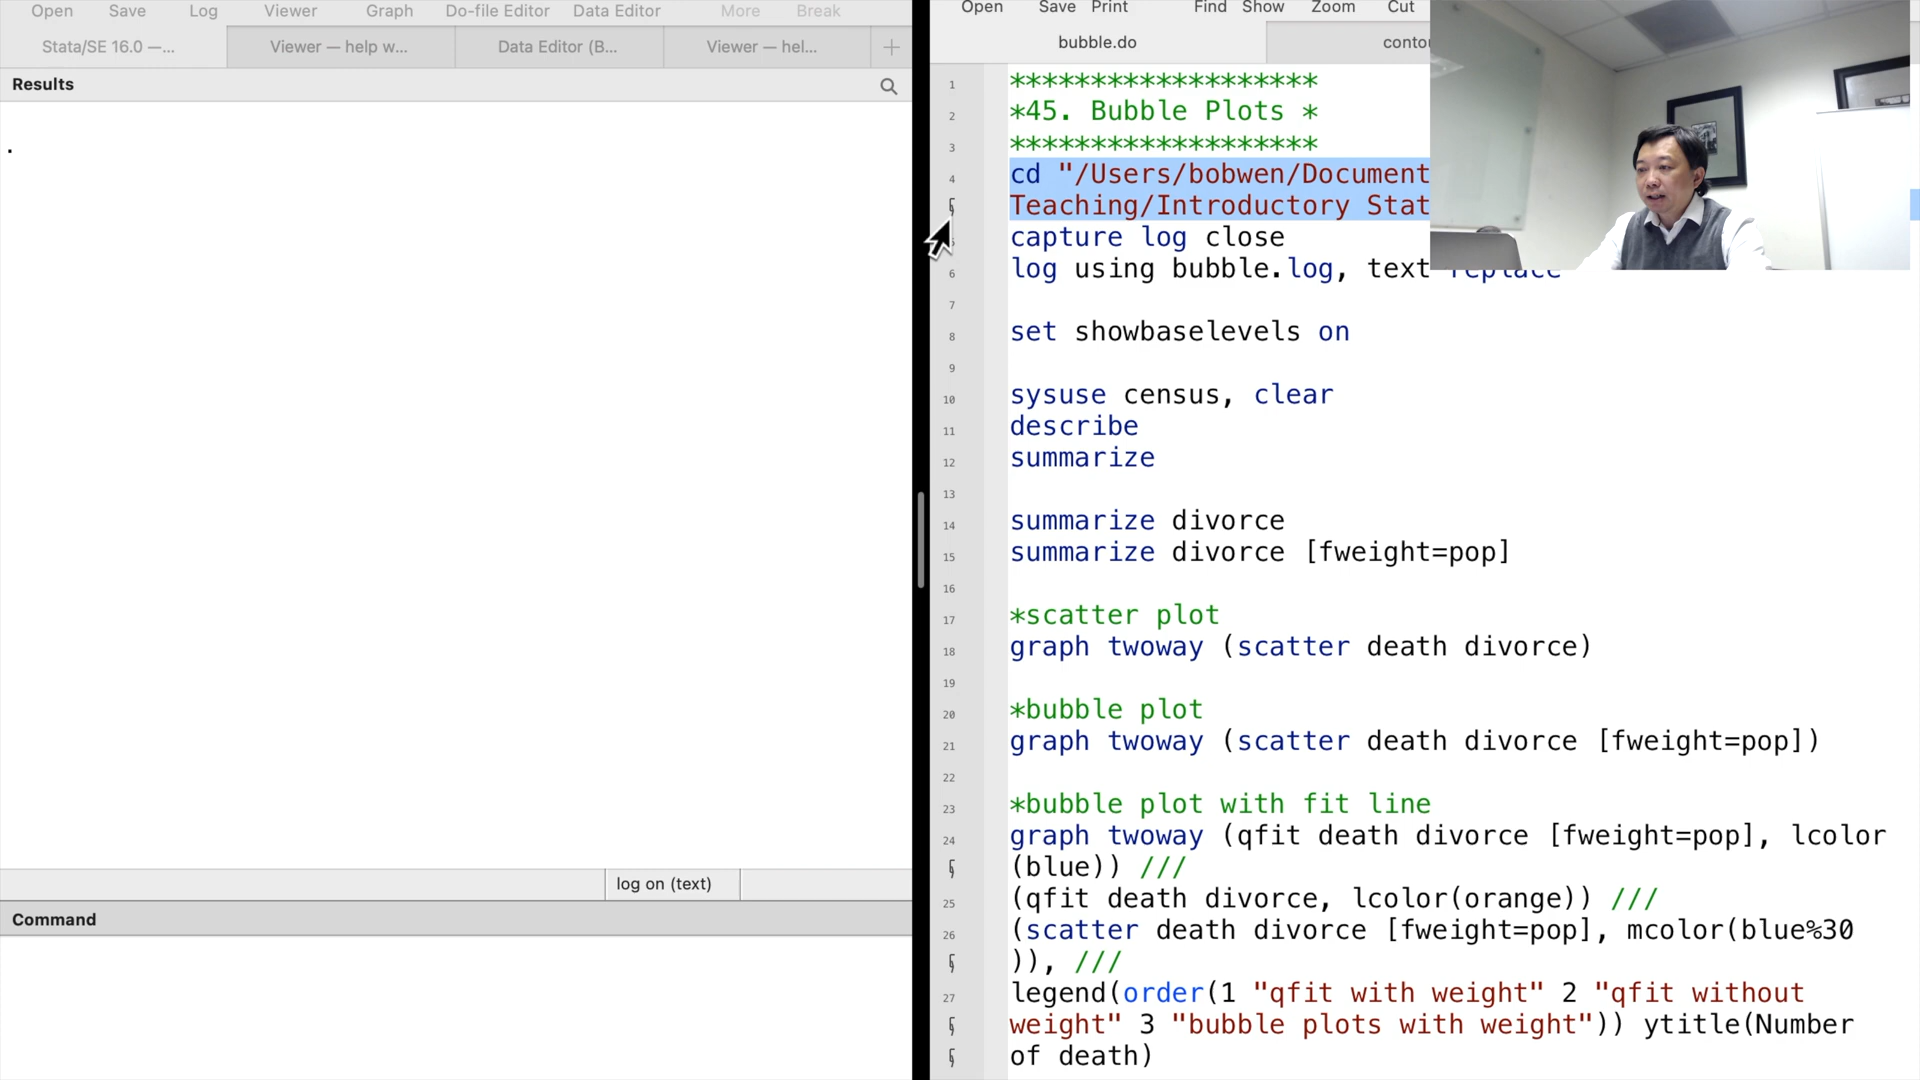 Open Save Log Viewer Graph Do-file Editor Data Editor More Break
Stata/SE 16.0 —... Viewer — help w... Data Editor (B... Viewer — hel...
Results
.
log on (text)
Command
Open Save Print Find Show Zoom Cut
bubble.do
1 *******************
2 *45. Bubble Plots *
3 *******************
4 cd "/Users/bobwen/Document
Teaching/Introductory Stat
capture log close
6 log using bubble.log, text replace
7
8 set showbaselevels on
9
10 sysuse census, clear
11 describe
12 summarize
13
14 summarize divorce
15 summarize divorce [fweight=pop]
16
17 *scatter plot
18 graph twoway (scatter death divorce)
19
20 *bubble plot
21 graph twoway (scatter death divorce [fweight=pop])
22
23 *bubble plot with fit line
24 graph twoway (qfit death divorce [fweight=pop], lcolor
(blue)) ///
25 (qfit death divorce, lcolor(orange)) ///
26 (scatter death divorce [fweight=pop], mcolor(blue%30
)), ///
27 legend(order(1 "qfit with weight" 2 "qfit without
weight" 3 "bubble plots with weight")) ytitle(Number
of death)